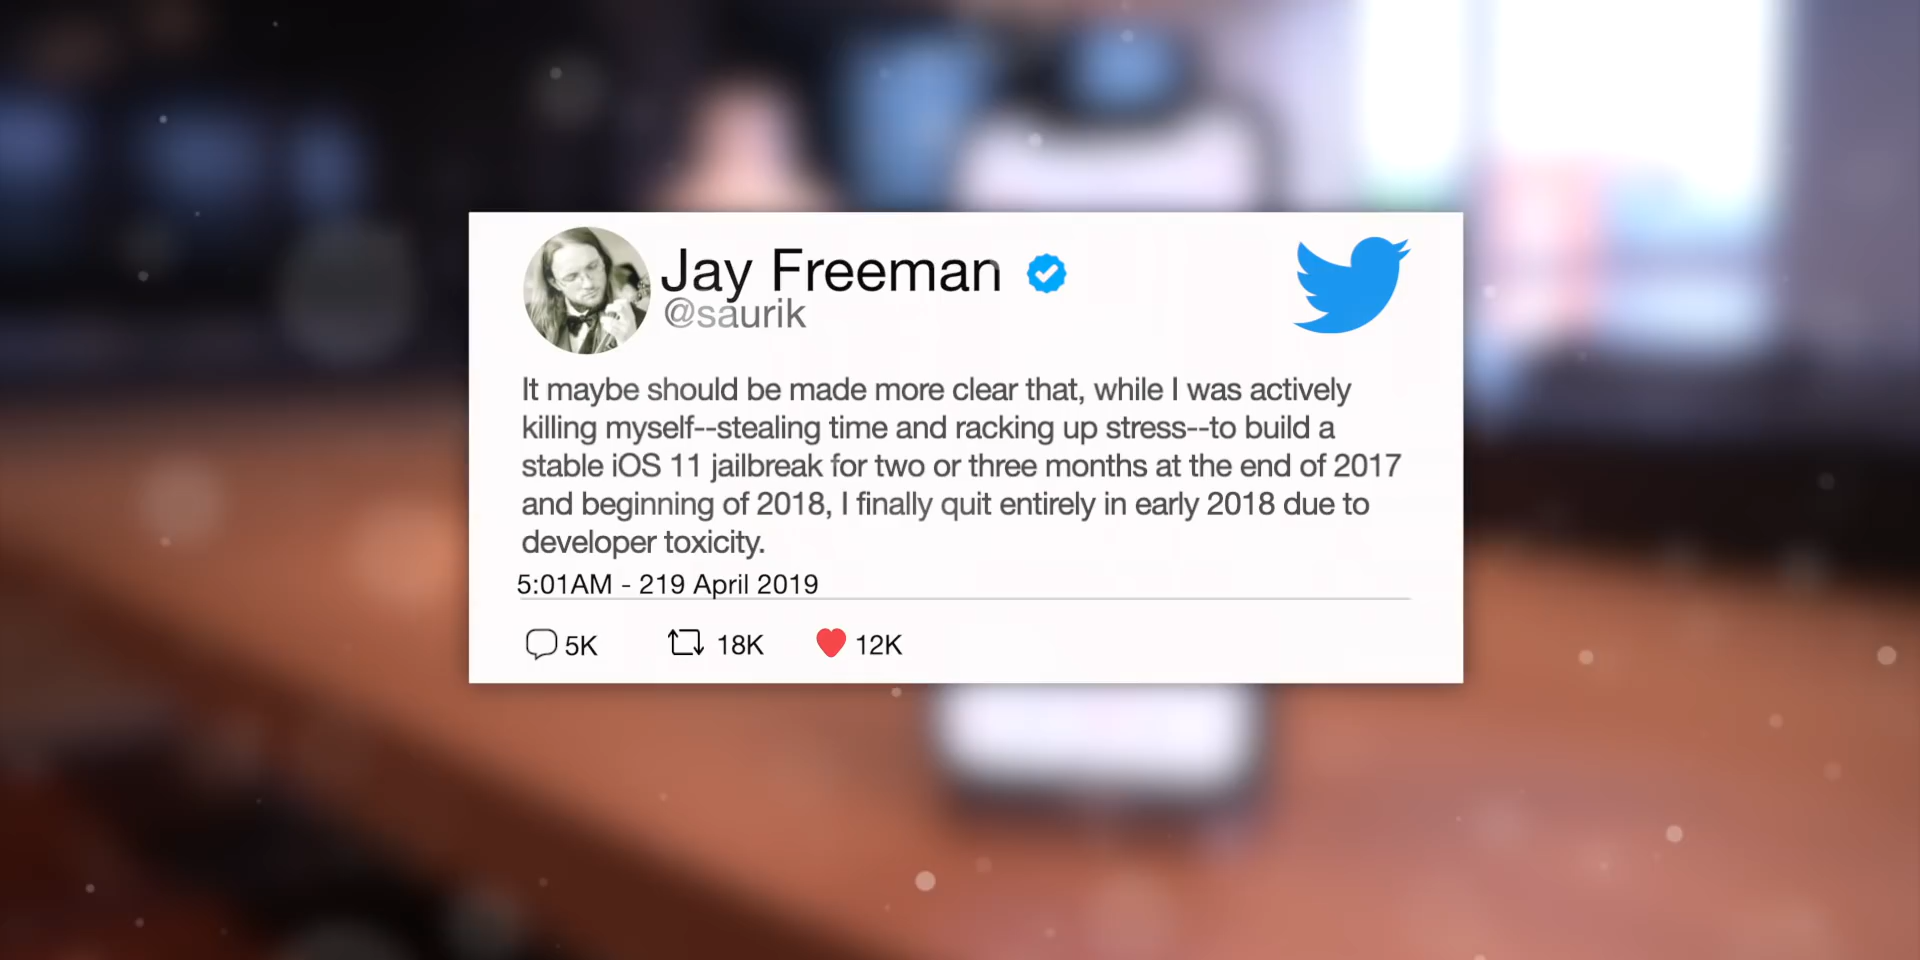 Jay Freeman
@saurik
It maybe should be made more clear that, while I was actively
killing myself--stealing time and racking up stress--to build a
stable iOS 11 jailbreak for two or three months at the end of 2017
and beginning of 2018, I finally quit entirely in early 2018 due to
developer toxicity.
5:01AM - 219 April 2019
5K 18K 12K